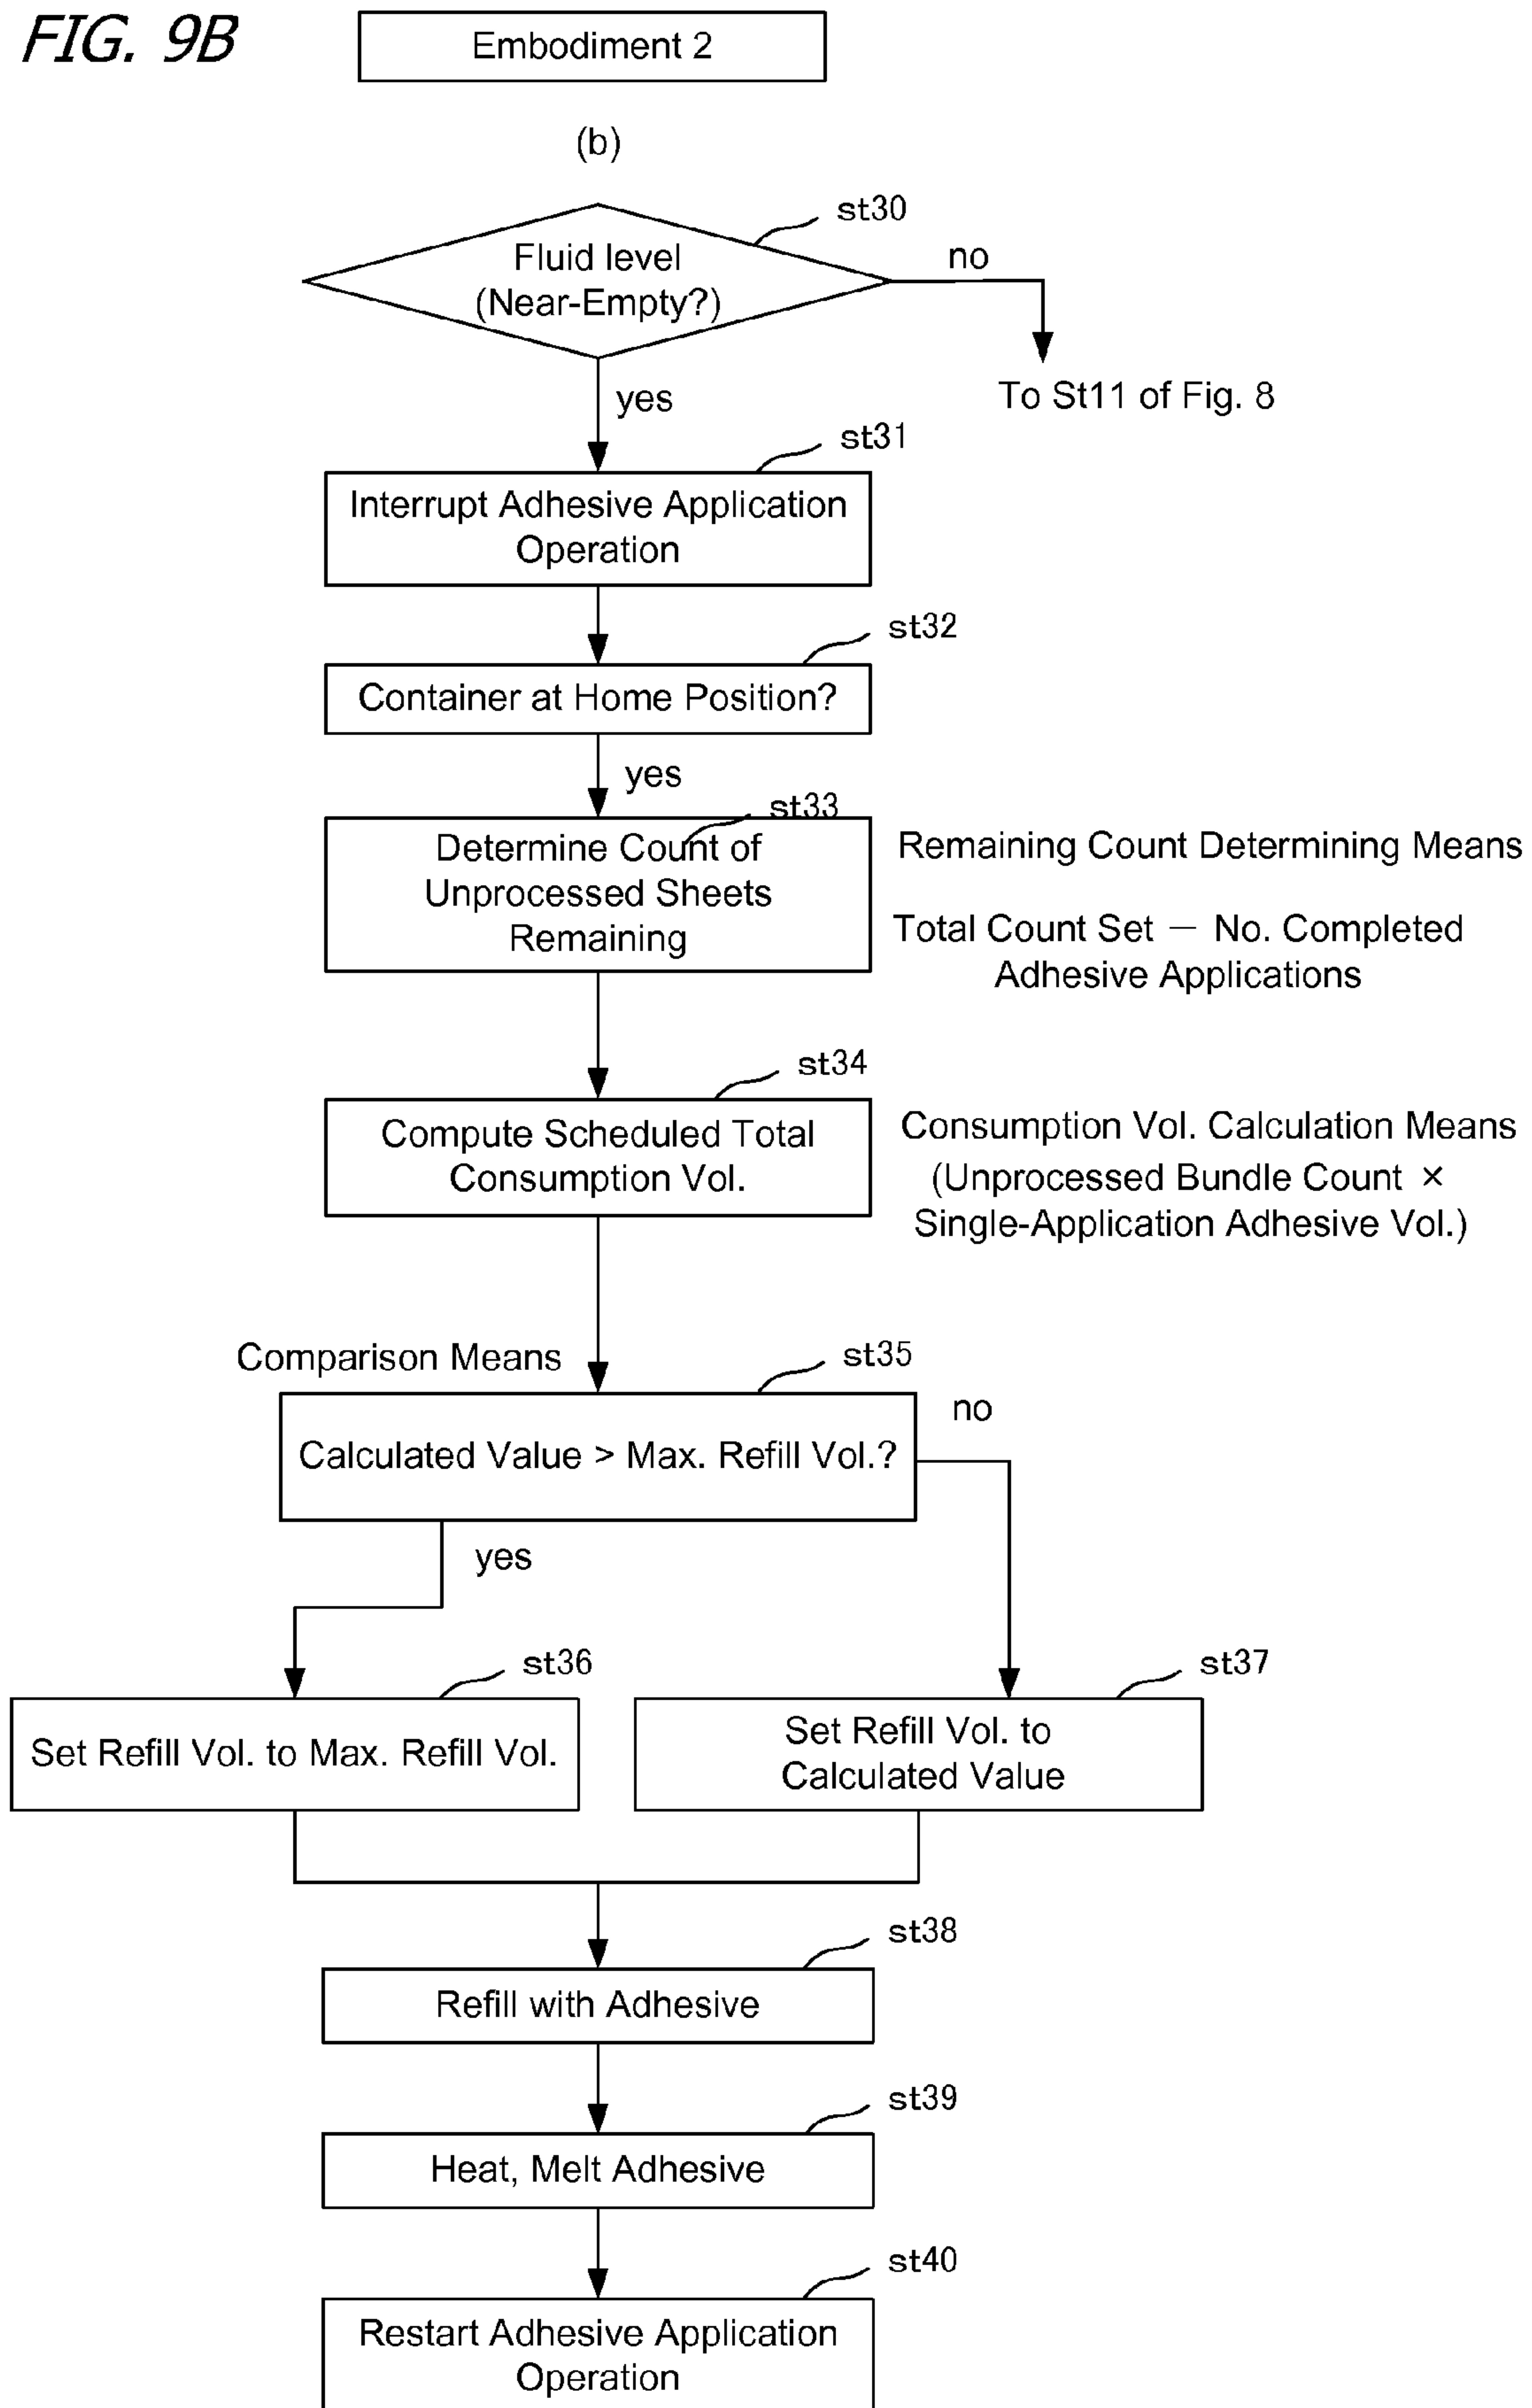 FIG. 9B
Embodiment 2
(b)
st30
Fluid level
(Near-Empty?)
no
To St11 of Fig. 8
yes
st31
Interrupt Adhesive Application
Operation
st32
Container at Home Position?
yes
st33
Determine Count of
Unprocessed Sheets
Remaining
Remaining Count Determining Means
Total Count Set — No. Completed
Adhesive Applications
st34
Compute Scheduled Total
Consumption Vol.
Consumption Vol. Calculation Means
(Unprocessed Bundle Count ×
Single-Application Adhesive Vol.)
Comparison Means
st35
Calculated Value > Max. Refill Vol.?
no
yes
st36
Set Refill Vol. to Max. Refill Vol.
st37
Set Refill Vol. to
Calculated Value
st38
Refill with Adhesive
st39
Heat, Melt Adhesive
st40
Restart Adhesive Application
Operation